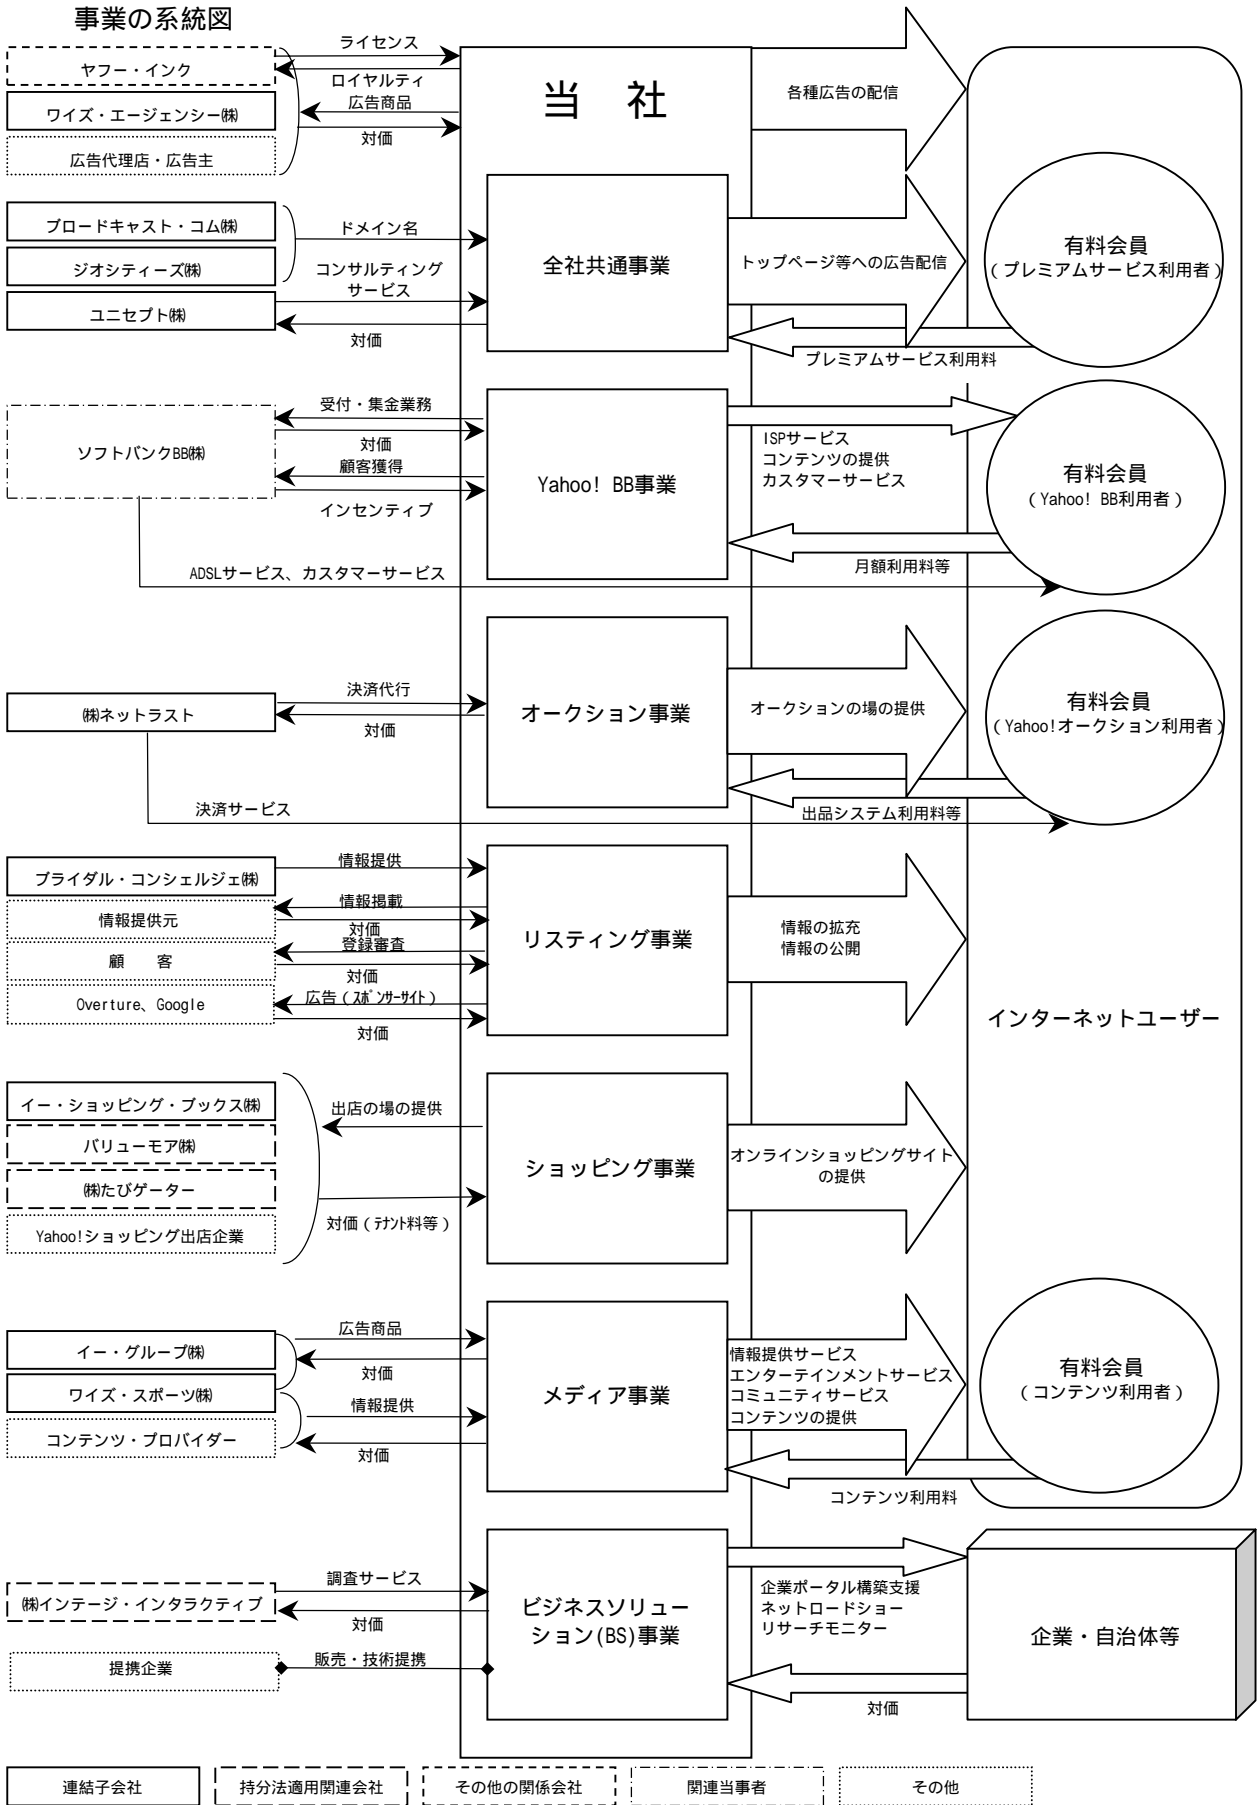 事業の系統図
ヤフー・インク
ワイズ・エージェンシー㈱
広告代理店・広告主
ライセンス
ロイヤルティ
広告商品
対価
当　社
各種広告の配信
ブロードキャスト・コム㈱
ジオシティーズ㈱
ユニセプト㈱
ドメイン名
コンサルティング
サービス
対価
全社共通事業
トップページ等への広告配信
プレミアムサービス利用料
有料会員
（プレミアムサービス利用者）
ソフトバンクBB㈱
受付・集金業務
対価
顧客獲得
インセンティブ
ADSLサービス、カスタマーサービス
Yahoo! BB事業
ISPサービス
コンテンツの提供
カスタマーサービス
月額利用料等
有料会員
（Yahoo! BB利用者）
㈱ネットラスト
決済代行
対価
決済サービス
オークション事業
オークションの場の提供
出品システム利用料等
有料会員
（Yahoo!オークション利用者）
ブライダル・コンシェルジェ㈱
情報提供元
顧　　客
Overture、Google
情報提供
情報掲載
対価
登録審査
対価
広告（ｽﾎﾟﾝｻｰｻｲﾄ）
対価
リスティング事業
情報の拡充
情報の公開
インターネットユーザー
イー・ショッピング・ブックス㈱
バリューモア㈱
㈱たびゲーター
Yahoo!ショッピング出店企業
出店の場の提供
対価（ﾃﾅﾝﾄ料等）
ショッピング事業
オンラインショッピングサイト
の提供
イー・グループ㈱
ワイズ・スポーツ㈱
コンテンツ・プロバイダー
広告商品
対価
情報提供
対価
メディア事業
情報提供サービス
エンターテインメントサービス
コミュニティサービス
コンテンツの提供
コンテンツ利用料
有料会員
（コンテンツ利用者）
㈱インテージ・インタラクティブ
提携企業
調査サービス
対価
販売・技術提携
ビジネスソリュー
ション(BS)事業
企業ポータル構築支援
ネットロードショー
リサーチモニター
対価
企業・自治体等
連結子会社
持分法適用関連会社
その他の関係会社
関連当事者
その他